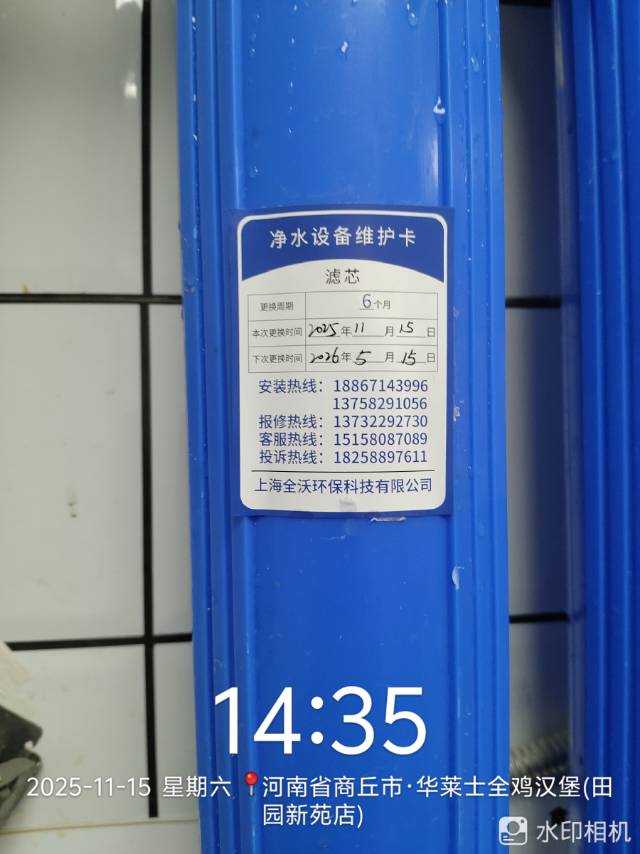 净水设备维护卡
滤芯
更换周期 6个月
本次更换时间 2025年11月15日
下次更换时间 2026年5月15日
安装热线：18867143996
13758291056
报修热线：13732292730
客服热线：15158087089
投诉热线：18258897611
上海全沃环保科技有限公司
14:35
2025-11-15 星期六 河南省商丘市·华莱士全鸡汉堡(田
园新苑店)
水印相机